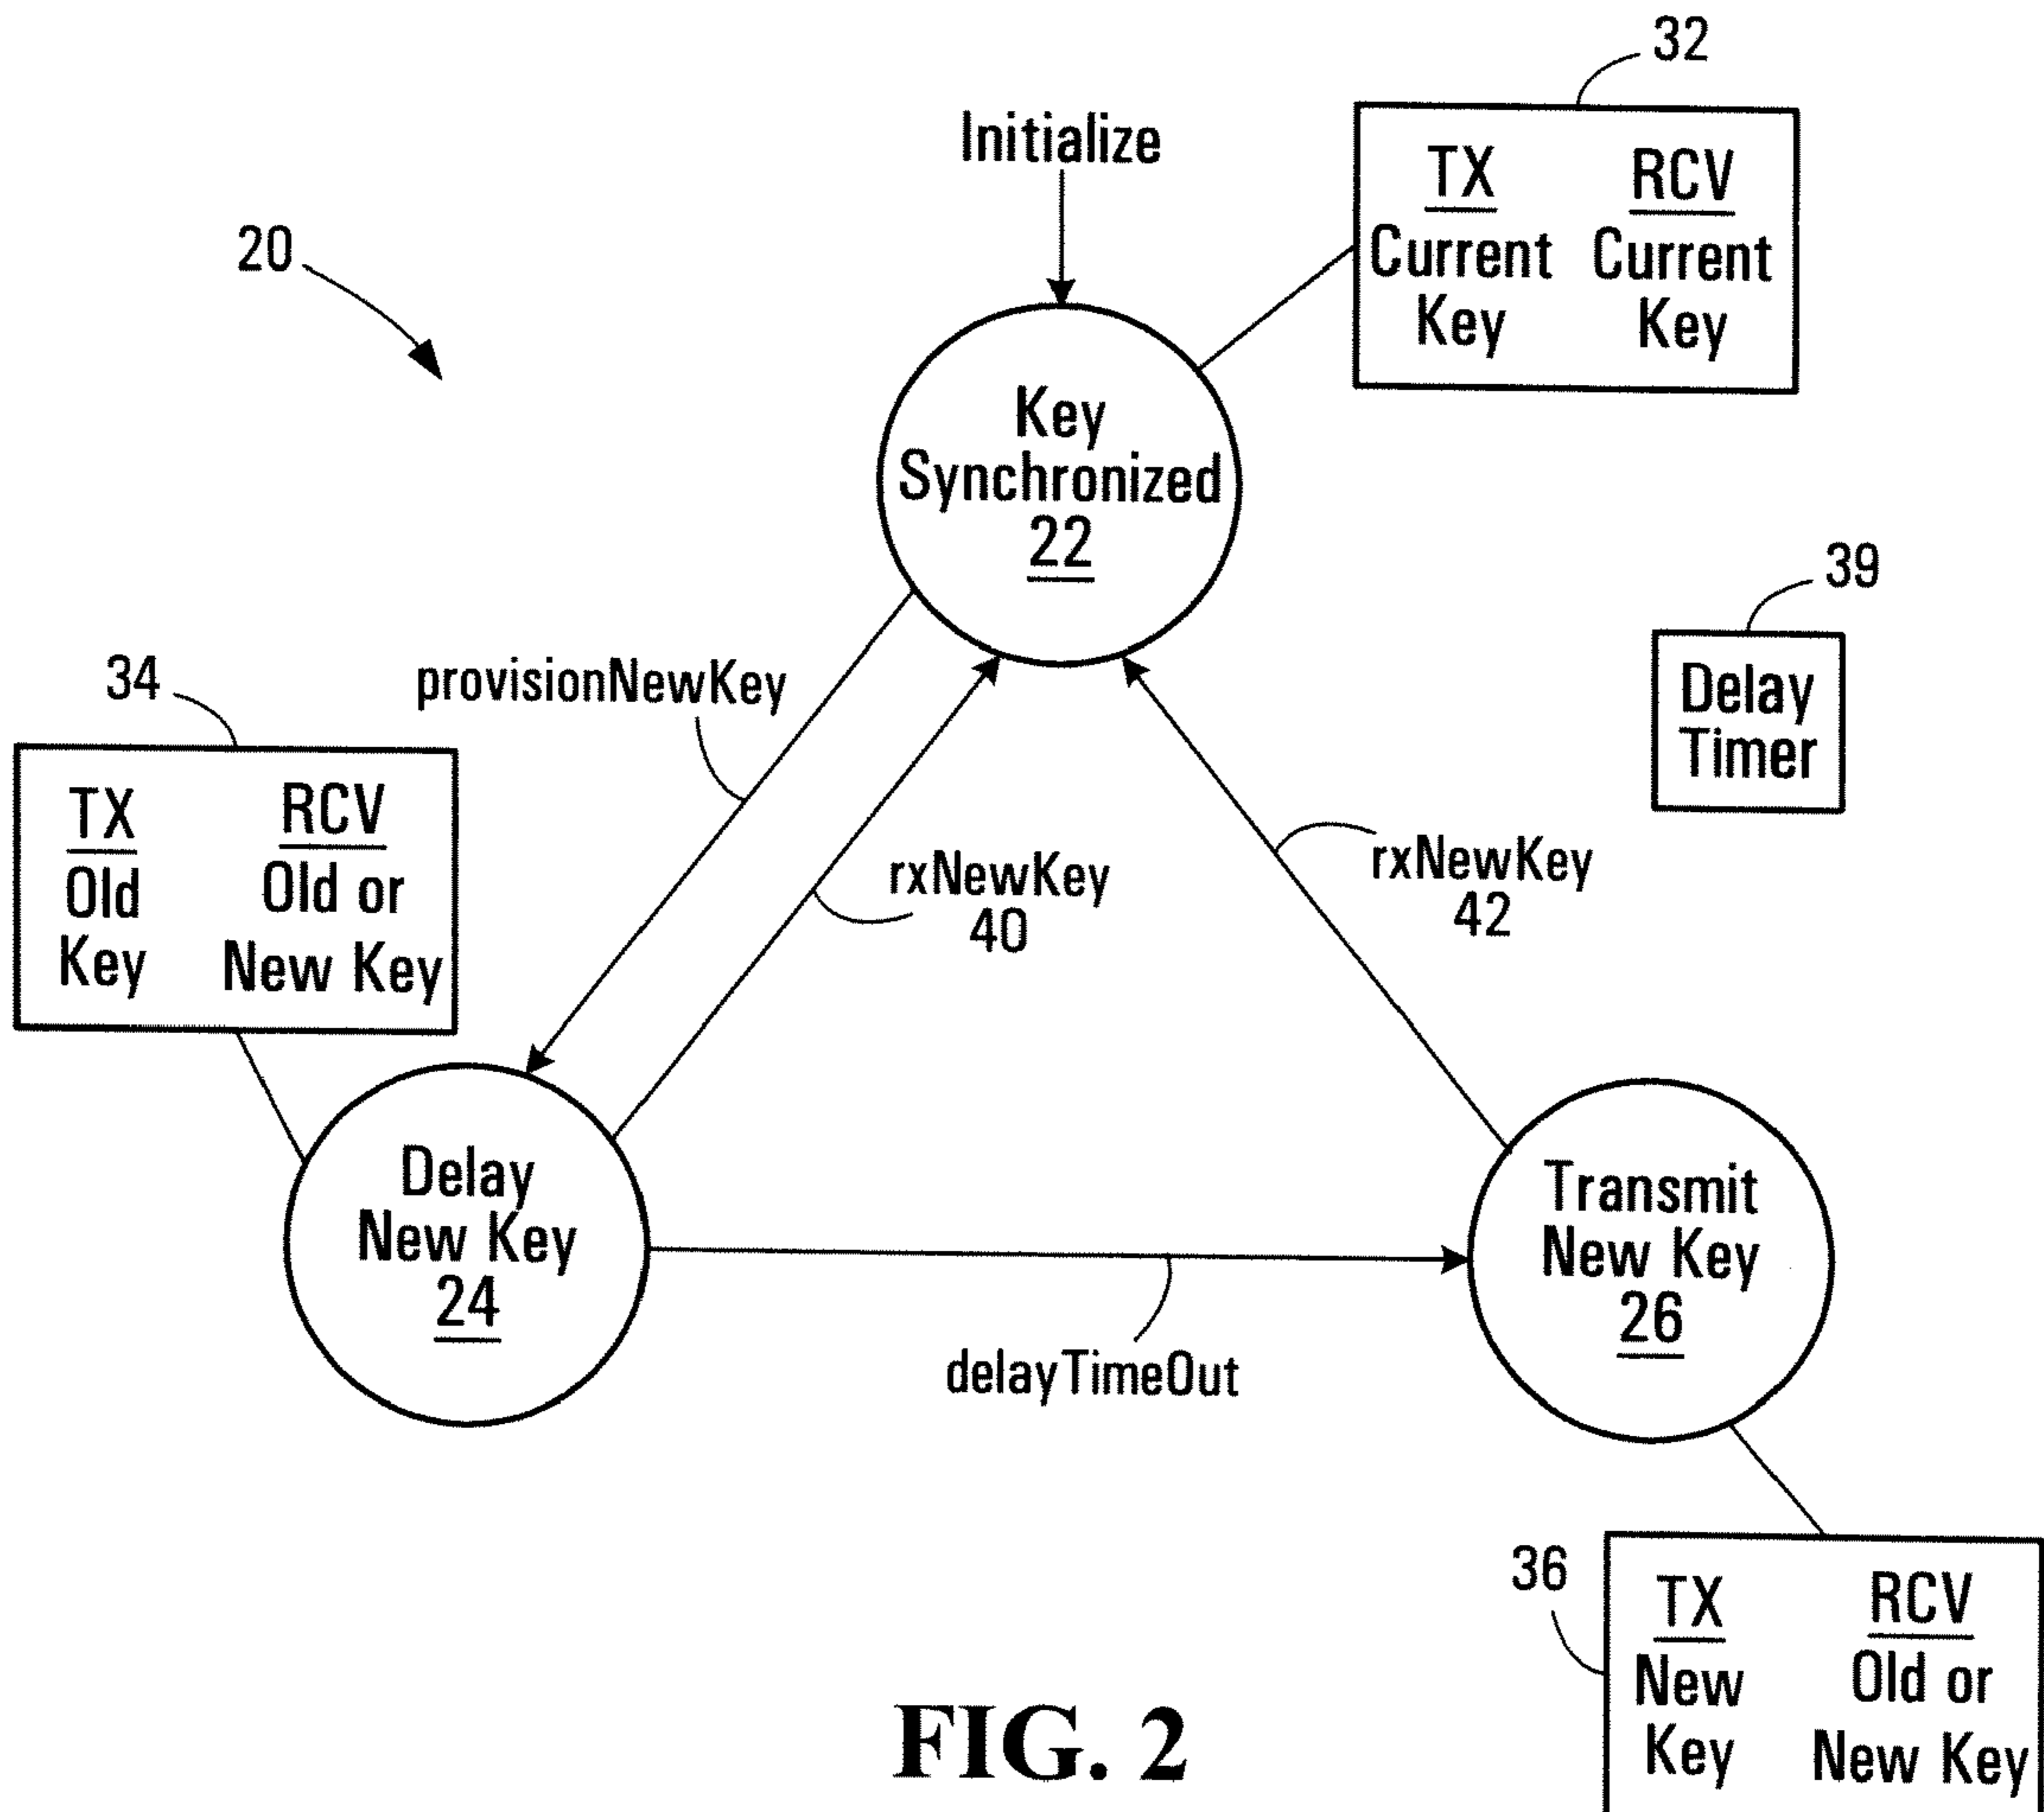 32
Initialize
TX RCV
Current Current
Key Key
20
Key
Synchronized
22
39
Delay
Timer
34
provisionNewKey
TX RCV
Old Old or
Key New Key
rxNewKey
40
rxNewKey
42
Delay
New Key
24
Transmit
New Key
26
delayTimeOut
36
TX RCV
New Old or
Key New Key
FIG. 2